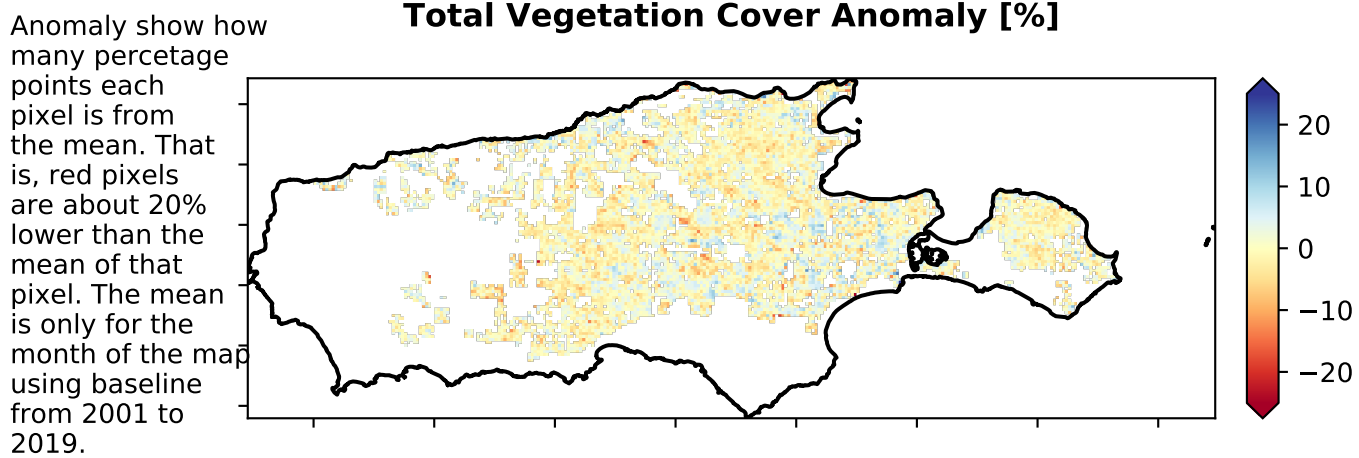 Total Vegetation Cover Anomaly [%]
Anomaly show how
many percetage
points each
pixel is from
the mean. That
is, red pixels
are about 20%
lower than the
mean of that
pixel. The mean
is only for the
month of the map
using baseline
from 2001 to
2019.
20
10
0
−10
−20